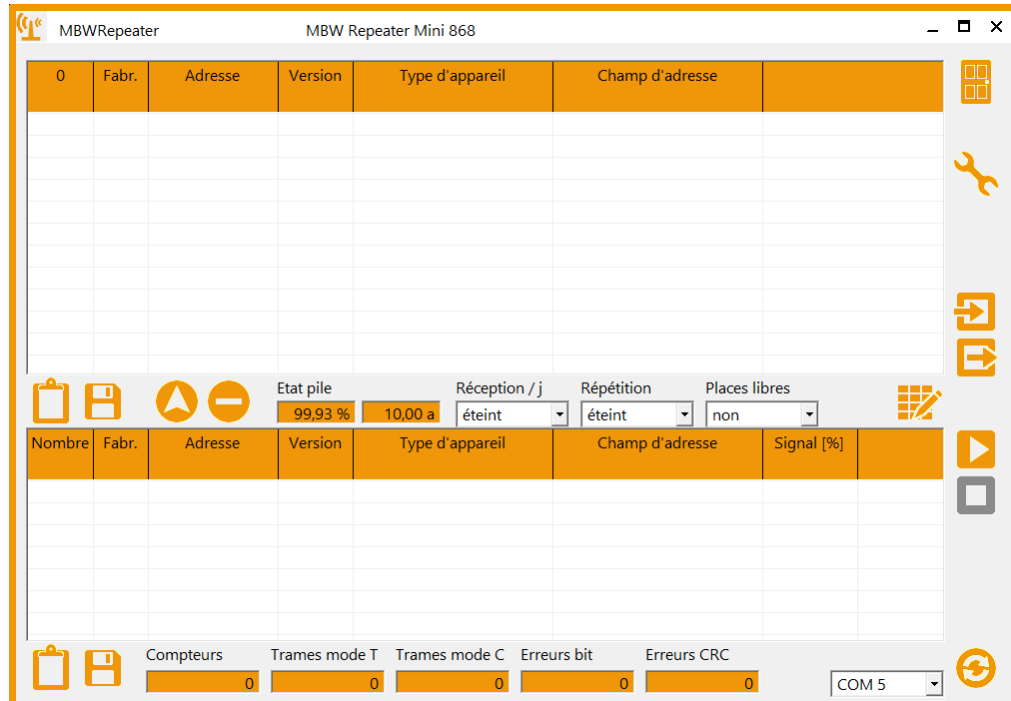 MBWRepeater MBW Repeater Mini 868
0 Fabr. Adresse Version Type d'appareil Champ d'adresse
Etat pile Réception / j Répétition Places libres
99,93 % 10,00 a éteint éteint non
Nombre Fabr. Adresse Version Type d'appareil Champ d'adresse Signal [%]
Compteurs Trames mode T Trames mode C Erreurs bit Erreurs CRC
0 0 0 0 0 COM 5